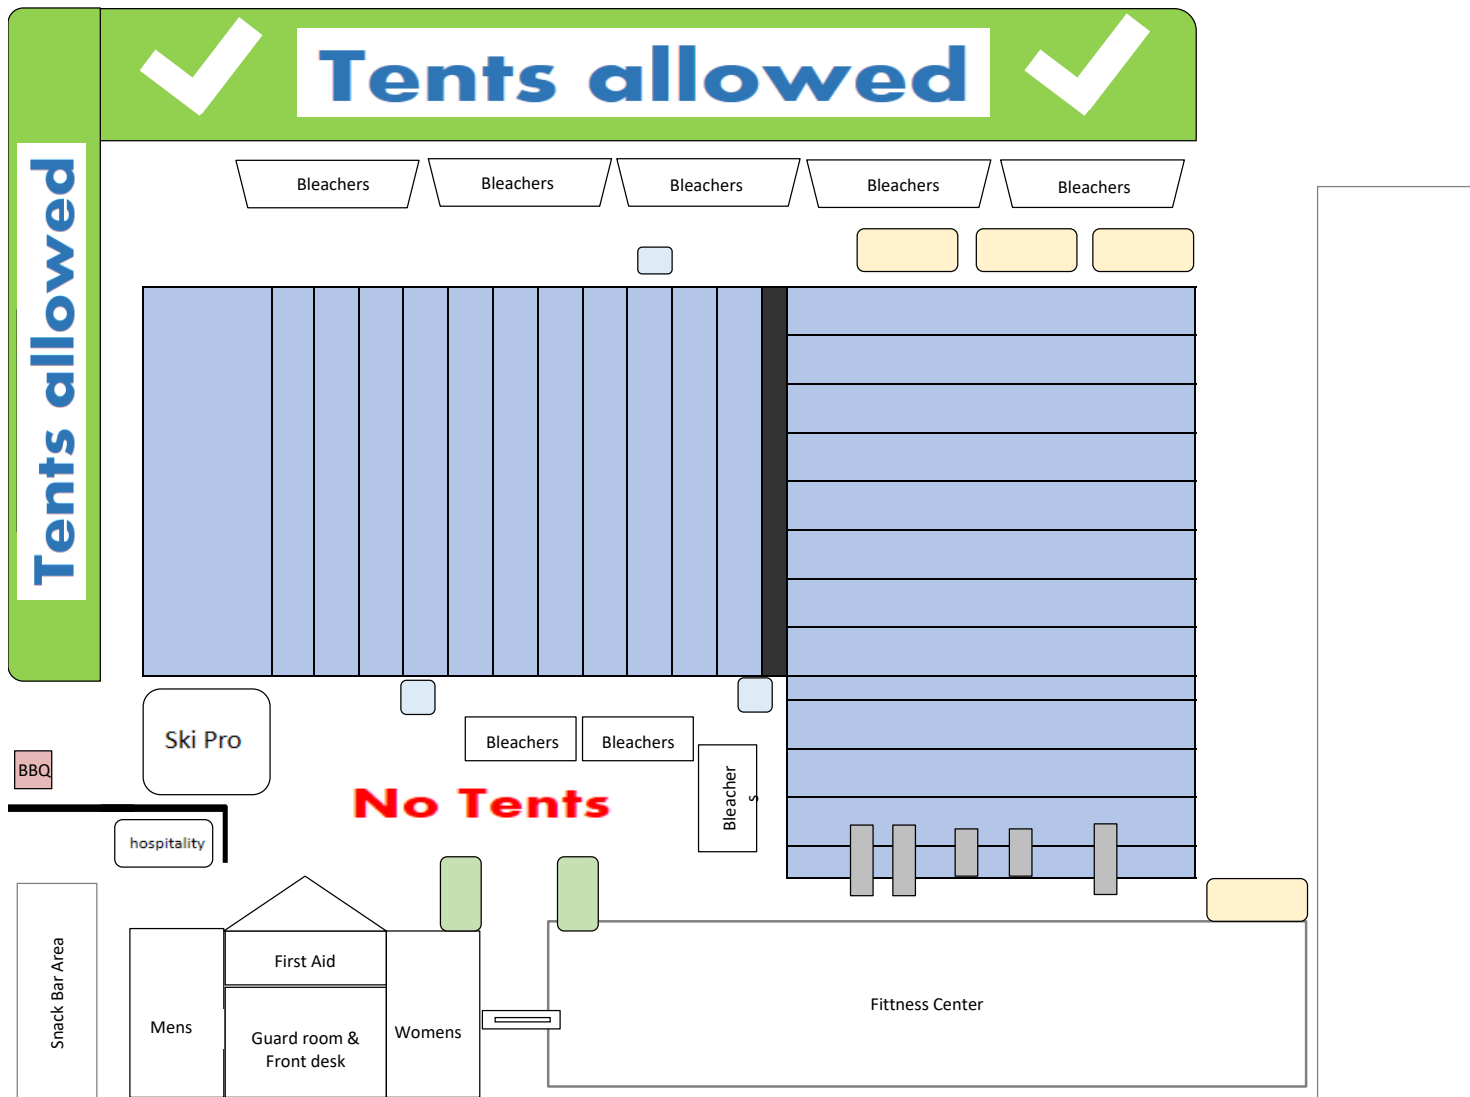 Tents allowed
Tents allowed
Bleachers
Bleachers
Bleachers
Bleachers
Bleachers
Ski Pro
Bleachers
Bleachers
Bleacher
s
BBQ
No Tents
hospitality
Snack Bar Area
First Aid
Mens
Guard room &
Front desk
Womens
Fittness Center